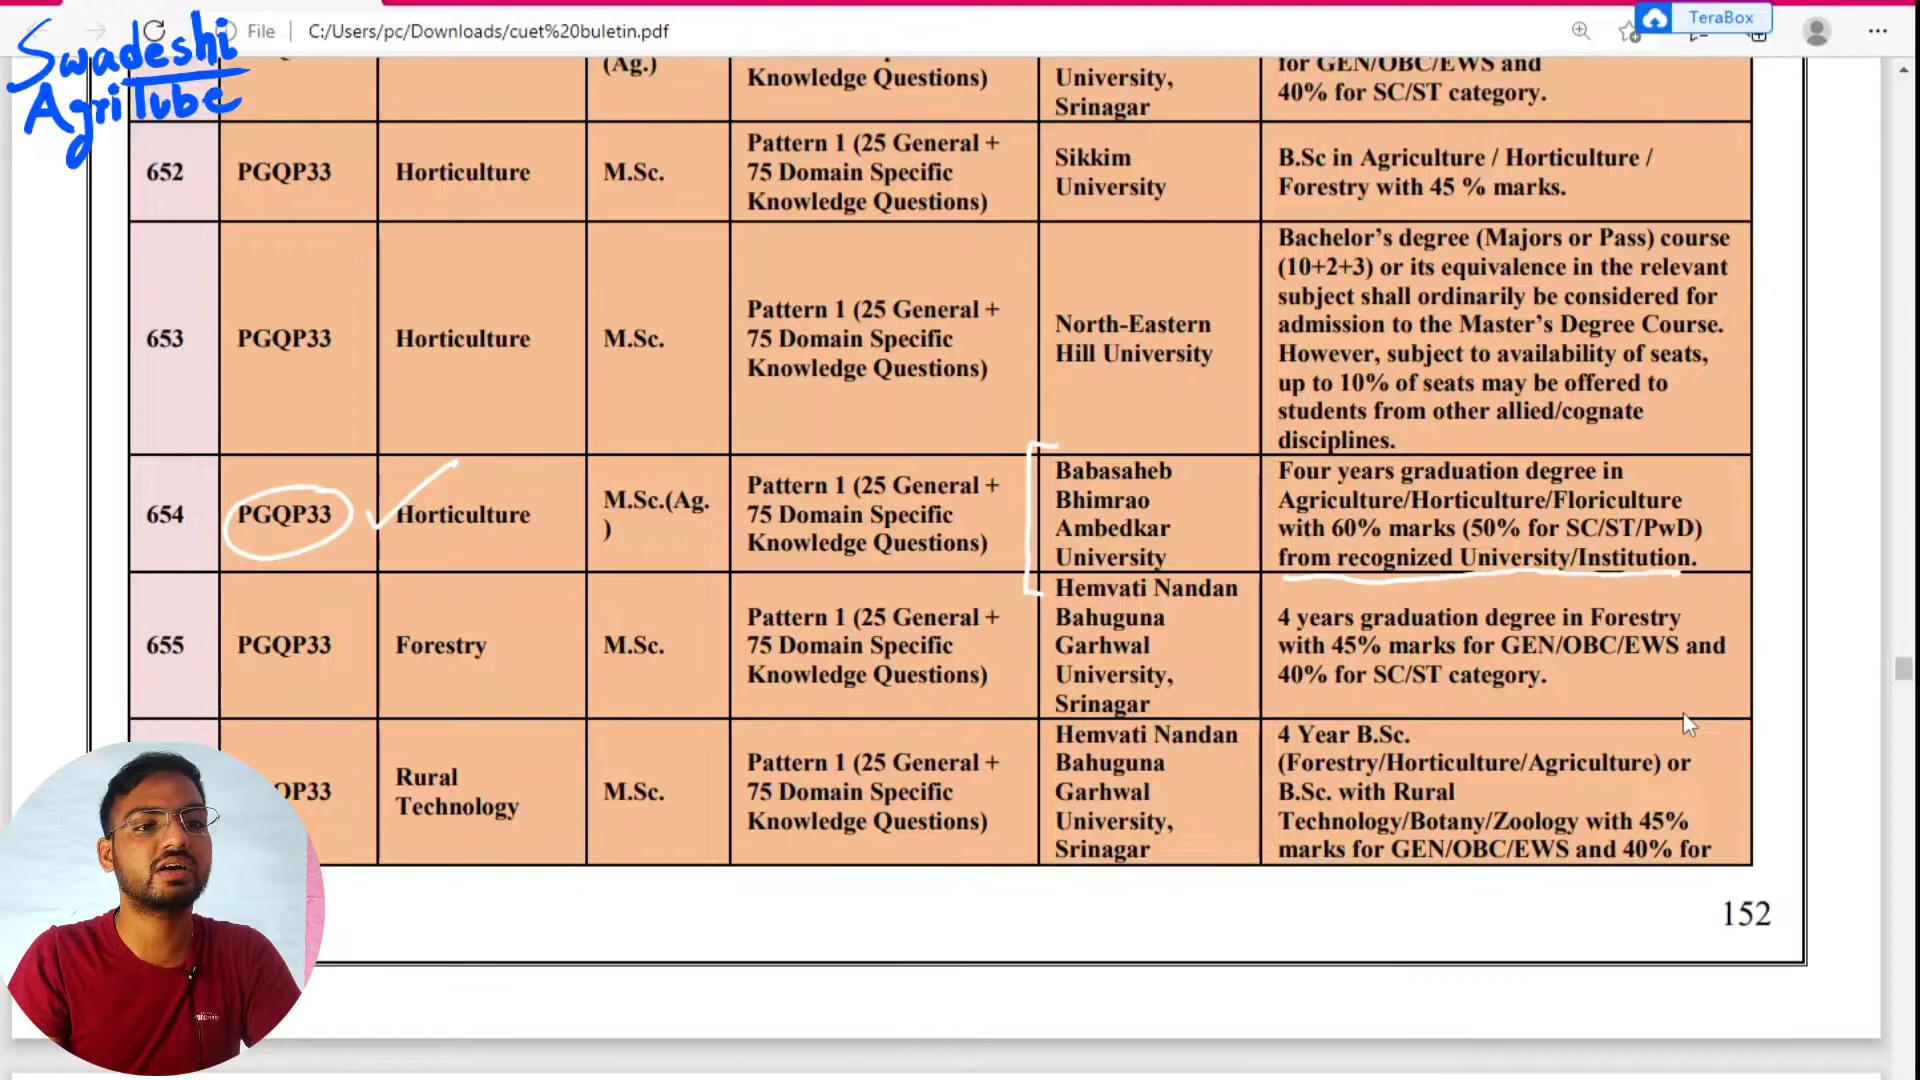 File
C:/Users/pc/Downloads/cuet%20buletin.pdf
TeraBox
Swadeshi
AgriTube
(Ag.)
Knowledge Questions)
University,
Srinagar
for GEN/OBC/EWS and
40% for SC/ST category.
652
PGQP33
Horticulture
M.Sc.
Pattern 1 (25 General +
75 Domain Specific
Knowledge Questions)
Sikkim
University
B.Sc in Agriculture / Horticulture /
Forestry with 45 % marks.
653
PGQP33
Horticulture
M.Sc.
Pattern 1 (25 General +
75 Domain Specific
Knowledge Questions)
North-Eastern
Hill University
Bachelor’s degree (Majors or Pass) course
(10+2+3) or its equivalence in the relevant
subject shall ordinarily be considered for
admission to the Master’s Degree Course.
However, subject to availability of seats,
up to 10% of seats may be offered to
students from other allied/cognate
disciplines.
654
PGQP33
Horticulture
M.Sc.(Ag.
)
Pattern 1 (25 General +
75 Domain Specific
Knowledge Questions)
Babasaheb
Bhimrao
Ambedkar
University
Four years graduation degree in
Agriculture/Horticulture/Floriculture
with 60% marks (50% for SC/ST/PwD)
from recognized University/Institution.
655
PGQP33
Forestry
M.Sc.
Pattern 1 (25 General +
75 Domain Specific
Knowledge Questions)
Hemvati Nandan
Bahuguna
Garhwal
University,
Srinagar
4 years graduation degree in Forestry
with 45% marks for GEN/OBC/EWS and
40% for SC/ST category.
QP33
Rural
Technology
M.Sc.
Pattern 1 (25 General +
75 Domain Specific
Knowledge Questions)
Hemvati Nandan
Bahuguna
Garhwal
University,
Srinagar
4 Year B.Sc.
(Forestry/Horticulture/Agriculture) or
B.Sc. with Rural
Technology/Botany/Zoology with 45%
marks for GEN/OBC/EWS and 40% for
152